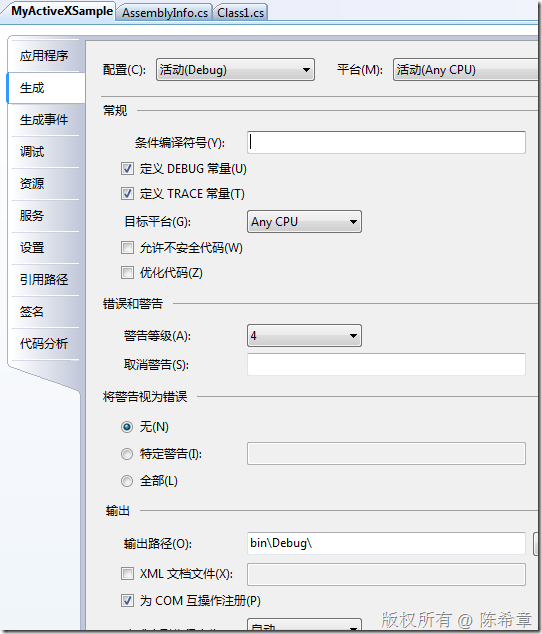 MyActiveXSample AssemblyInfo.cs Class1.cs
应用程序
生成
生成事件
调试
资源
服务
设置
引用路径
签名
代码分析
配置(C): 活动(Debug) 平台(M): 活动(Any CPU)
常规
条件编译符号(Y):
定义 DEBUG 常量(U)
定义 TRACE 常量(T)
目标平台(G): Any CPU
允许不安全代码(W)
优化代码(Z)
错误和警告
警告等级(A): 4
取消警告(S):
将警告视为错误
无(N)
特定警告(I):
全部(L)
输出
输出路径(O): bin\Debug\
XML 文档文件(X):
为 COM 互操作注册(P)
自动
版权所有 @ 陈希章